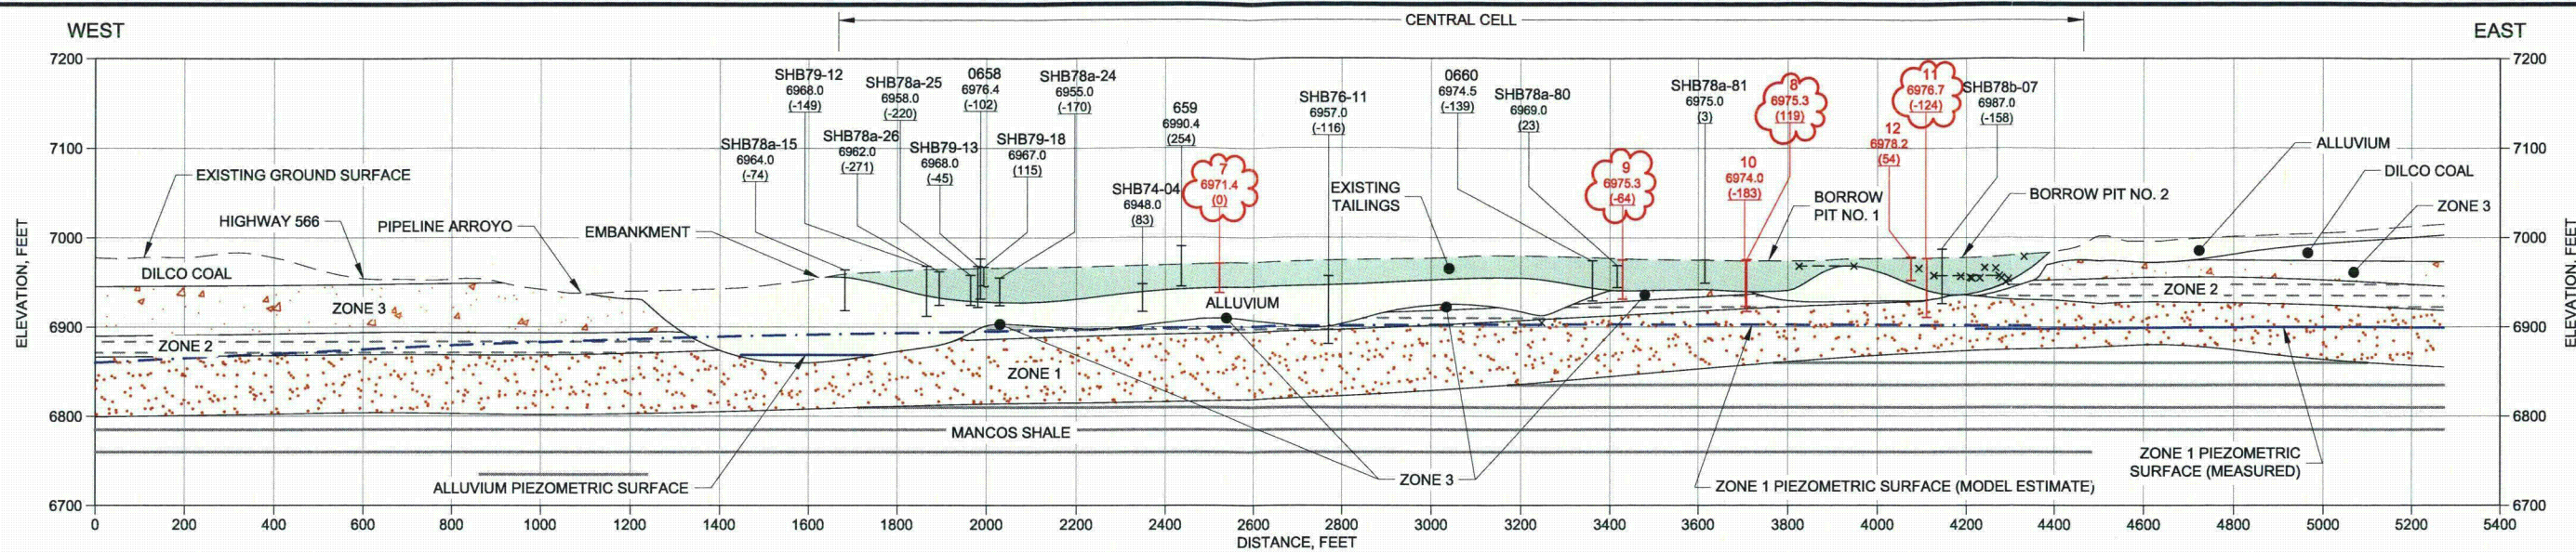 CENTRAL CELL
WEST
EAST
7200
7200
SHB79-12
6968.0
(-149)
SHB78a-25
6958.0
(-220)
0658
6976.4
(-102)
SHB78a-24
6955.0
(-170)
659
6990.4
(254)
SHB76-11
6957.0
(-116)
0660
6974.5
(-139)
SHB78a-80
6969.0
(23)
SHB78a-81
6975.0
(3)
8
6975.3
(119)
11
6976.7
(-124)
SHB78b-07
6987.0
(-158)
7100
7100
SHB78a-15
6964.0
(-74)
SHB78a-26
6962.0
(-271)
SHB79-13
6968.0
(-45)
SHB79-18
6967.0
(115)
SHB74-04
6948.0
(83)
7
6971.4
(0)
9
6975.3
(-64)
10
6974.0
(-183)
12
6978.2
(54)
ALLUVIUM
DILCO COAL
ZONE 3
EXISTING GROUND SURFACE
HIGHWAY 566
PIPELINE ARROYO
EMBANKMENT
EXISTING
TAILINGS
BORROW
PIT NO. 1
BORROW PIT NO. 2
7000
7000
DILCO COAL
ZONE 3
ZONE 2
ALLUVIUM
ZONE 2
6900
6900
ZONE 1
6800
6800
MANCOS SHALE
ALLUVIUM PIEZOMETRIC SURFACE
ZONE 3
ZONE 1 PIEZOMETRIC SURFACE (MODEL ESTIMATE)
ZONE 1 PIEZOMETRIC
SURFACE (MEASURED)
6700
6700
ELEVATION, FEET
ELEVATION, FEET
0 200 400 600 800 1000 1200 1400 1600 1800 2000 2200 2400 2600 2800 3000 3200 3400 3600 3800 4000 4200 4400 4600 4800 5000 5200 5400
DISTANCE, FEET